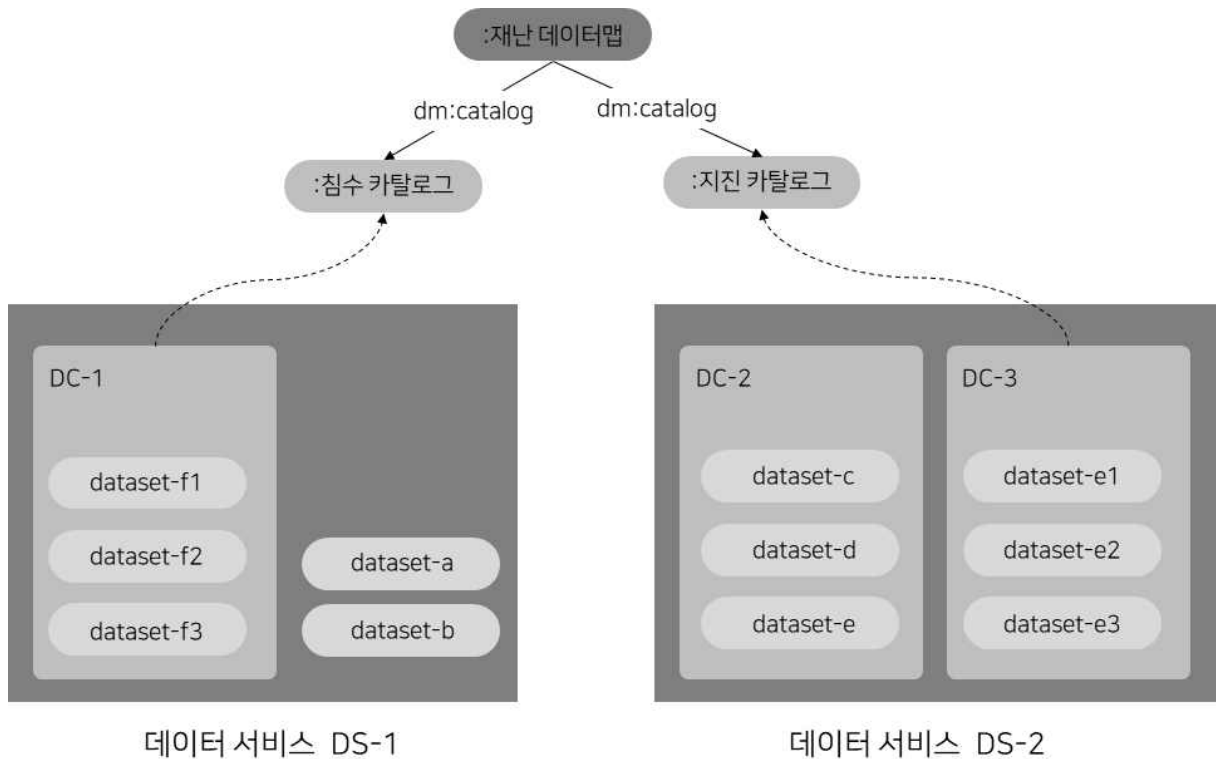 :재난 데이터맵
dm:catalog
dm:catalog
:침수 카탈로그
:지진 카탈로그
DC-1
dataset-f1
dataset-f2
dataset-f3
dataset-a
dataset-b
DC-2
dataset-c
dataset-d
dataset-e
DC-3
dataset-e1
dataset-e2
dataset-e3
데이터 서비스 DS-1
데이터 서비스 DS-2